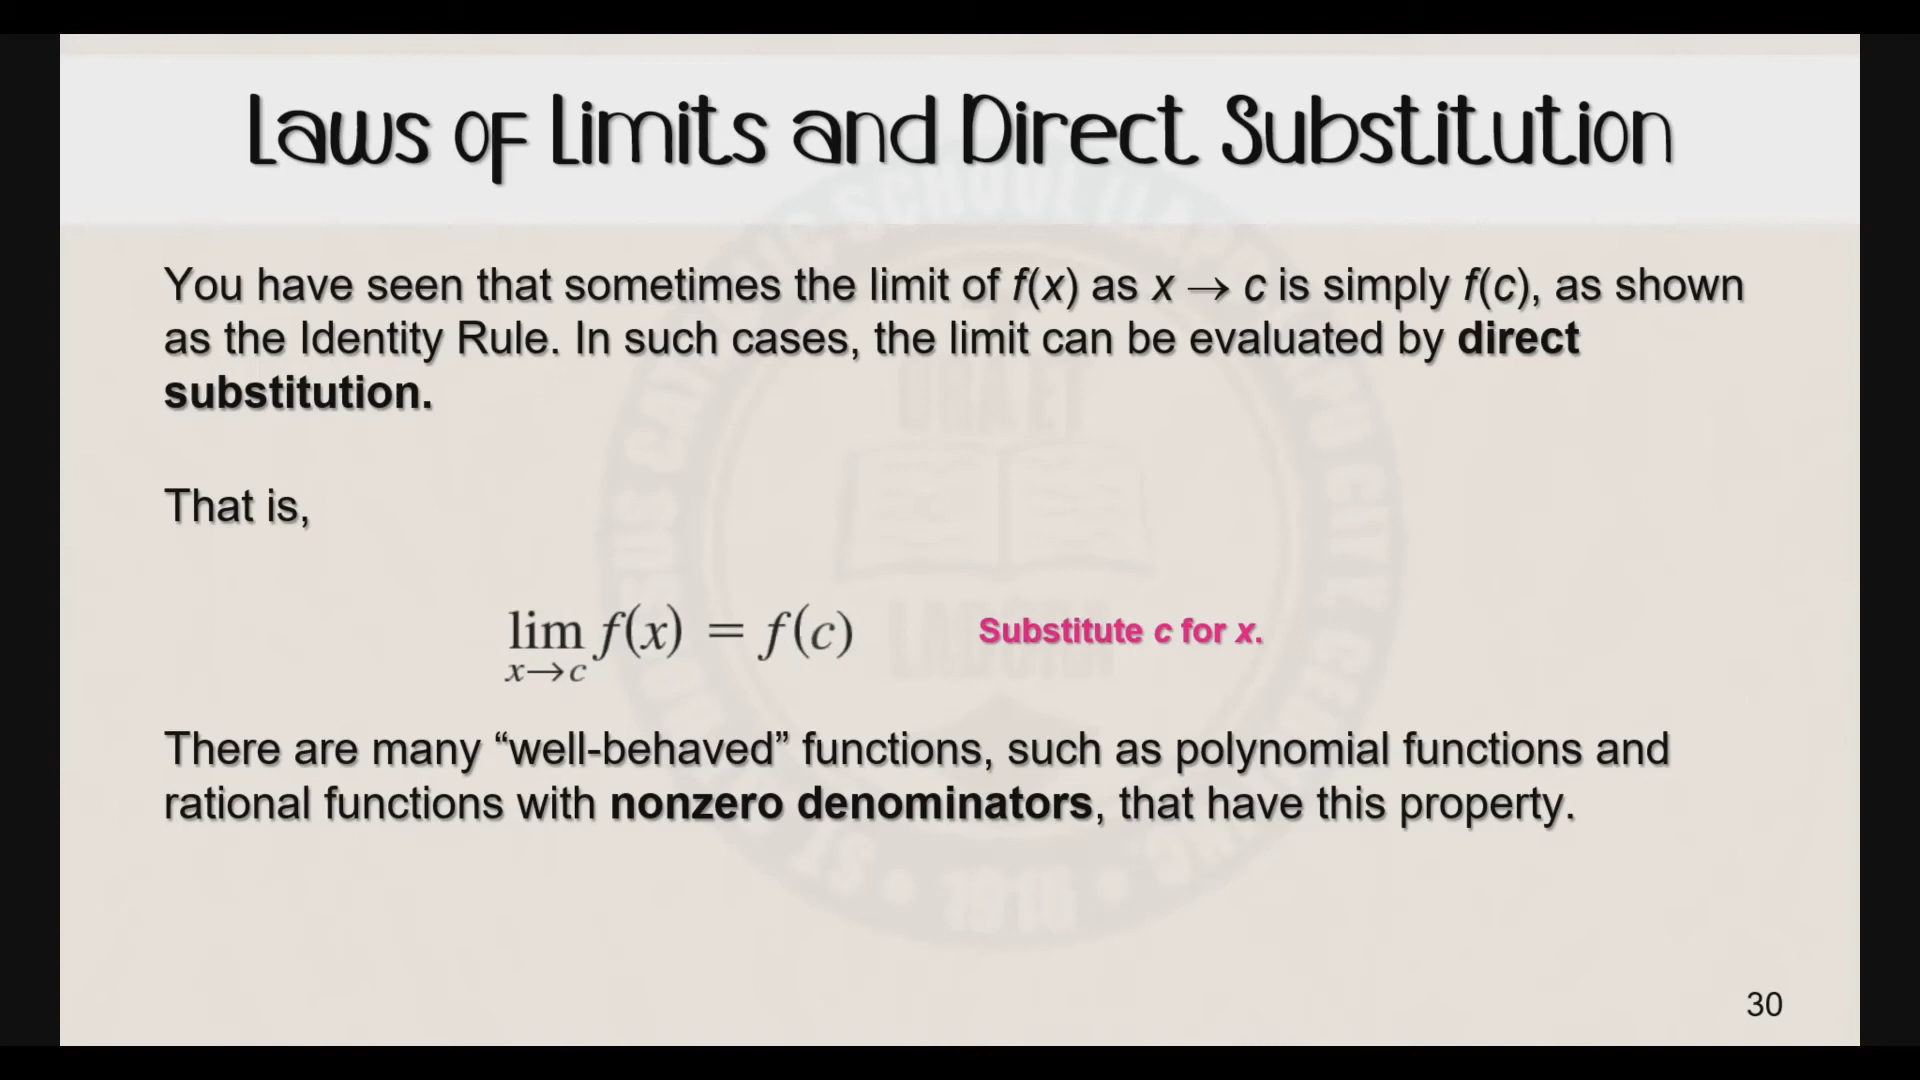 Laws of Limits and Direct Substitution
You have seen that sometimes the limit of f(x) as x → c is simply f(c), as shown
as the Identity Rule. In such cases, the limit can be evaluated by direct
substitution.
That is,
lim f(x) = f(c) Substitute c for x.
x→c
There are many “well-behaved” functions, such as polynomial functions and
rational functions with nonzero denominators, that have this property.
ORA ET
LABORA
30